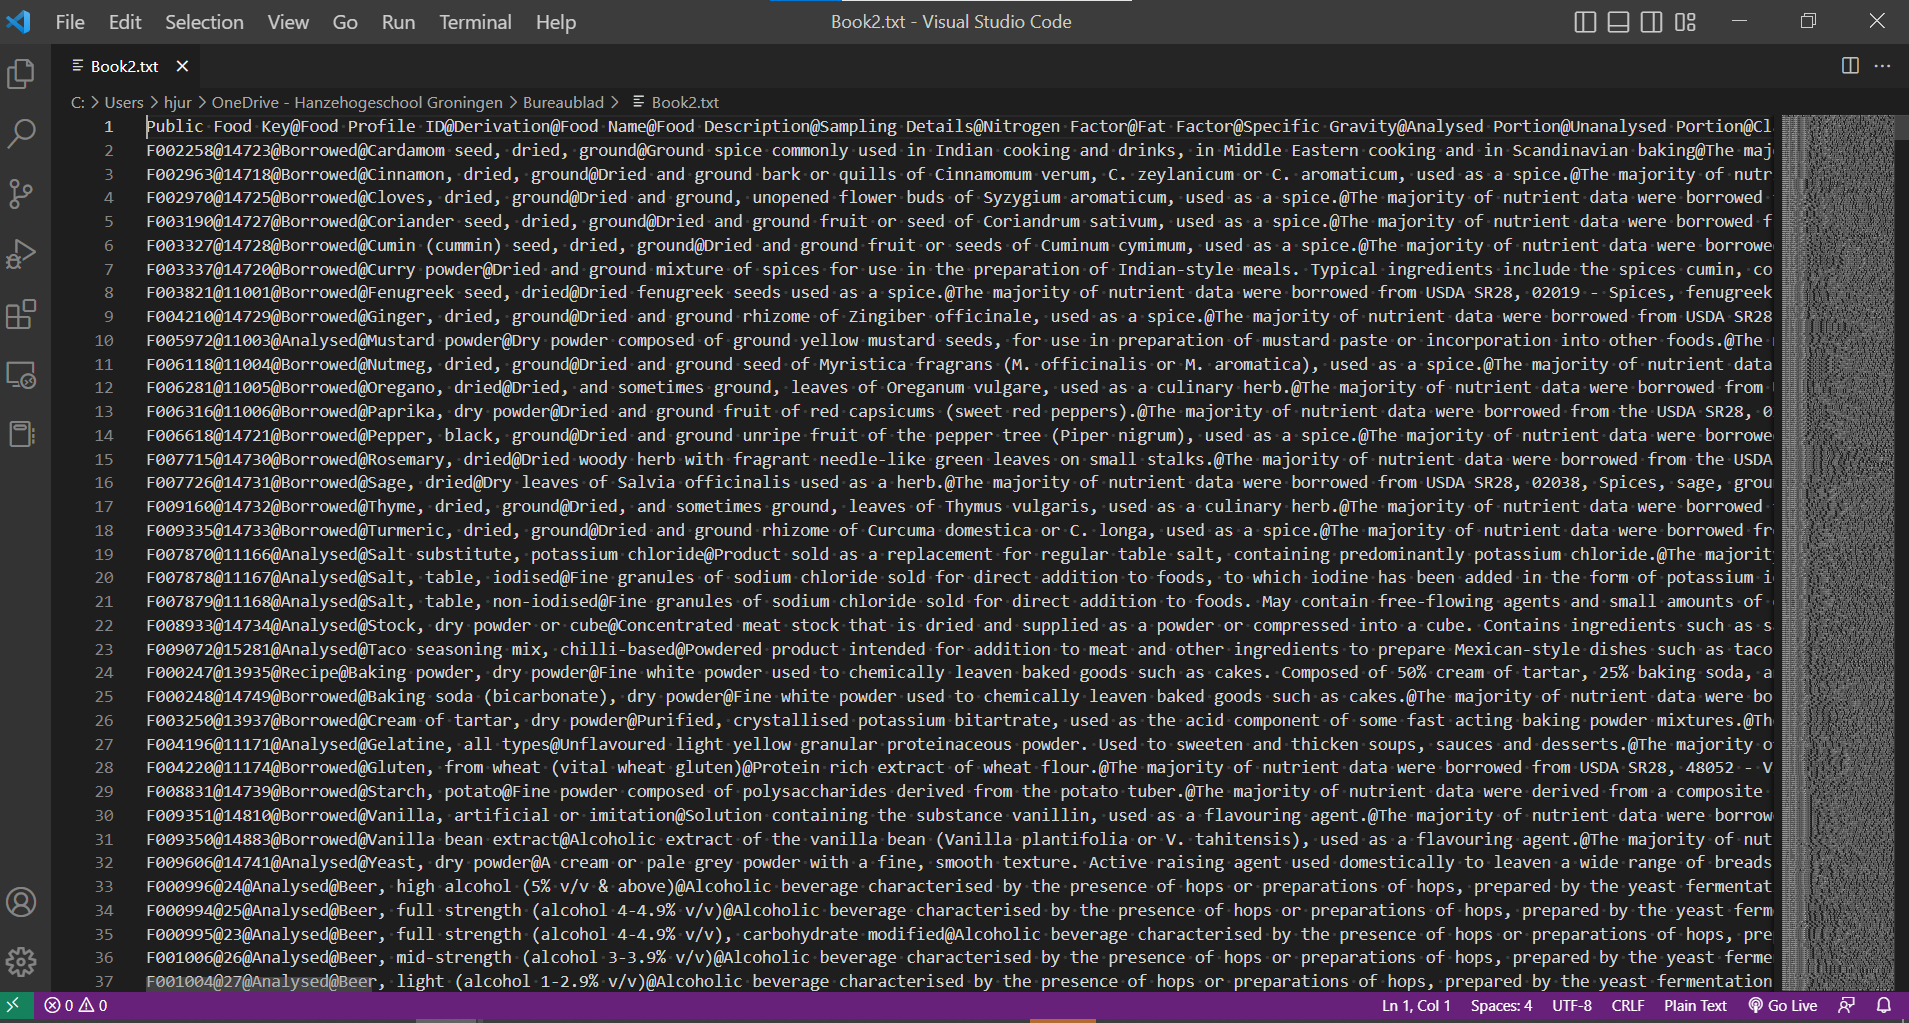 File Edit Selection View Go Run Terminal Help Book2.txt - Visual Studio Code
Book2.txt
C: > Users > hjur > OneDrive - Hanzehogeschool Groningen > Bureaublad > Book2.txt
1 Public Food Key@Food Profile ID@Derivation@Food Name@Food Description@Sampling Details@Nitrogen Factor@Fat Factor@Specific Gravity@Analysed Portion@Unanalysed Portion@Cl
2 F002258@14723@Borrowed@Cardamom seed, dried, ground@Ground spice commonly used in Indian cooking and drinks, in Middle Eastern cooking and in Scandinavian baking@The maj
3 F002963@14718@Borrowed@Cinnamon, dried, ground@Dried and ground bark or quills of Cinnamomum verum, C. zeylanicum or C. aromaticum, used as a spice.@The majority of nutr
4 F002970@14725@Borrowed@Cloves, dried, ground@Dried and ground, unopened flower buds of Syzygium aromaticum, used as a spice.@The majority of nutrient data were borrowed
5 F003190@14727@Borrowed@Coriander seed, dried, ground@Dried and ground fruit or seed of Coriandrum sativum, used as a spice.@The majority of nutrient data were borrowed f
6 F003327@14728@Borrowed@Cumin (cummin) seed, dried, ground@Dried and ground fruit or seeds of Cuminum cymimum, used as a spice.@The majority of nutrient data were borrowe
7 F003337@14720@Borrowed@Curry powder@Dried and ground mixture of spices for use in the preparation of Indian-style meals. Typical ingredients include the spices cumin, co
8 F003821@11001@Borrowed@Fenugreek seed, dried@Dried fenugreek seeds used as a spice.@The majority of nutrient data were borrowed from USDA SR28, 02019 - Spices, fenugreek
9 F004210@14729@Borrowed@Ginger, dried, ground@Dried and ground rhizome of Zingiber officinale, used as a spice.@The majority of nutrient data were borrowed from USDA SR28
10 F005972@11003@Analysed@Mustard powder@Dry powder composed of ground yellow mustard seeds, for use in preparation of mustard paste or incorporation into other foods.@The
11 F006118@11004@Borrowed@Nutmeg, dried, ground@Dried and ground seed of Myristica fragrans (M. officinalis or M. aromatica), used as a spice.@The majority of nutrient data
12 F006281@11005@Borrowed@Oregano, dried@Dried, and sometimes ground, leaves of Oreganum vulgare, used as a culinary herb.@The majority of nutrient data were borrowed from
13 F006316@11006@Borrowed@Paprika, dry powder@Dried and ground fruit of red capsicums (sweet red peppers).@The majority of nutrient data were borrowed from the USDA SR28, 0
14 F006618@14721@Borrowed@Pepper, black, ground@Dried and ground unripe fruit of the pepper tree (Piper nigrum), used as a spice.@The majority of nutrient data were borrowe
15 F007715@14730@Borrowed@Rosemary, dried@Dried woody herb with fragrant needle-like green leaves on small stalks.@The majority of nutrient data were borrowed from the USDA
16 F007726@14731@Borrowed@Sage, dried@Dry leaves of Salvia officinalis used as a herb.@The majority of nutrient data were borrowed from USDA SR28, 02038, Spices, sage, grou
17 F009160@14732@Borrowed@Thyme, dried, ground@Dried, and sometimes ground, leaves of Thymus vulgaris, used as a culinary herb.@The majority of nutrient data were borrowed
18 F009335@14733@Borrowed@Turmeric, dried, ground@Dried and ground rhizome of Curcuma domestica or C. longa, used as a spice.@The majority of nutrient data were borrowed fr
19 F007870@11166@Analysed@Salt substitute, potassium chloride@Product sold as a replacement for regular table salt, containing predominantly potassium chloride.@The majorit
20 F007878@11167@Analysed@Salt, table, iodised@Fine granules of sodium chloride sold for direct addition to foods, to which iodine has been added in the form of potassium i
21 F007879@11168@Analysed@Salt, table, non-iodised@Fine granules of sodium chloride sold for direct addition to foods. May contain free-flowing agents and small amounts of
22 F008933@14734@Analysed@Stock, dry powder or cube@Concentrated meat stock that is dried and supplied as a powder or compressed into a cube. Contains ingredients such as s
23 F009072@15281@Analysed@Taco seasoning mix, chilli-based@Powdered product intended for addition to meat and other ingredients to prepare Mexican-style dishes such as taco
24 F000247@13935@Recipe@Baking powder, dry powder@Fine white powder used to chemically leaven baked goods such as cakes. Composed of 50% cream of tartar, 25% baking soda, a
25 F000248@14749@Borrowed@Baking soda (bicarbonate), dry powder@Fine white powder used to chemically leaven baked goods such as cakes.@The majority of nutrient data were bo
26 F003250@13937@Borrowed@Cream of tartar, dry powder@Purified, crystallised potassium bitartrate, used as the acid component of some fast acting baking powder mixtures.@Th
27 F004196@11171@Analysed@Gelatine, all types@Unflavoured light yellow granular proteinaceous powder. Used to sweeten and thicken soups, sauces and desserts.@The majority o
28 F004220@11174@Borrowed@Gluten, from wheat (vital wheat gluten)@Protein rich extract of wheat flour.@The majority of nutrient data were borrowed from USDA SR28, 48052 - V
29 F008831@14739@Borrowed@Starch, potato@Fine powder composed of polysaccharides derived from the potato tuber.@The majority of nutrient data were derived from a composite
30 F009351@14810@Borrowed@Vanilla, artificial or imitation@Solution containing the substance vanillin, used as a flavouring agent.@The majority of nutrient data were borrow
31 F009350@14883@Borrowed@Vanilla bean extract@Alcoholic extract of the vanilla bean (Vanilla plantifolia or V. tahitensis), used as a flavouring agent.@The majority of nut
32 F009606@14741@Analysed@Yeast, dry powder@A cream or pale grey powder with a fine, smooth texture. Active raising agent used domestically to leaven a wide range of breads
33 F000996@24@Analysed@Beer, high alcohol (5% v/v & above)@Alcoholic beverage characterised by the presence of hops or preparations of hops, prepared by the yeast fermentat
34 F000994@25@Analysed@Beer, full strength (alcohol 4-4.9% v/v)@Alcoholic beverage characterised by the presence of hops or preparations of hops, prepared by the yeast ferm
35 F000995@23@Analysed@Beer, full strength (alcohol 4-4.9% v/v), carbohydrate modified@Alcoholic beverage characterised by the presence of hops or preparations of hops, pre
36 F001006@26@Analysed@Beer, mid-strength (alcohol 3-3.9% v/v)@Alcoholic beverage characterised by the presence of hops or preparations of hops, prepared by the yeast ferme
37 F001004@27@Analysed@Beer, light (alcohol 1-2.9% v/v)@Alcoholic beverage characterised by the presence of hops or preparations of hops, prepared by the yeast fermentation
0 0 Ln 1, Col 1 Spaces: 4 UTF-8 CRLF Plain Text Go Live